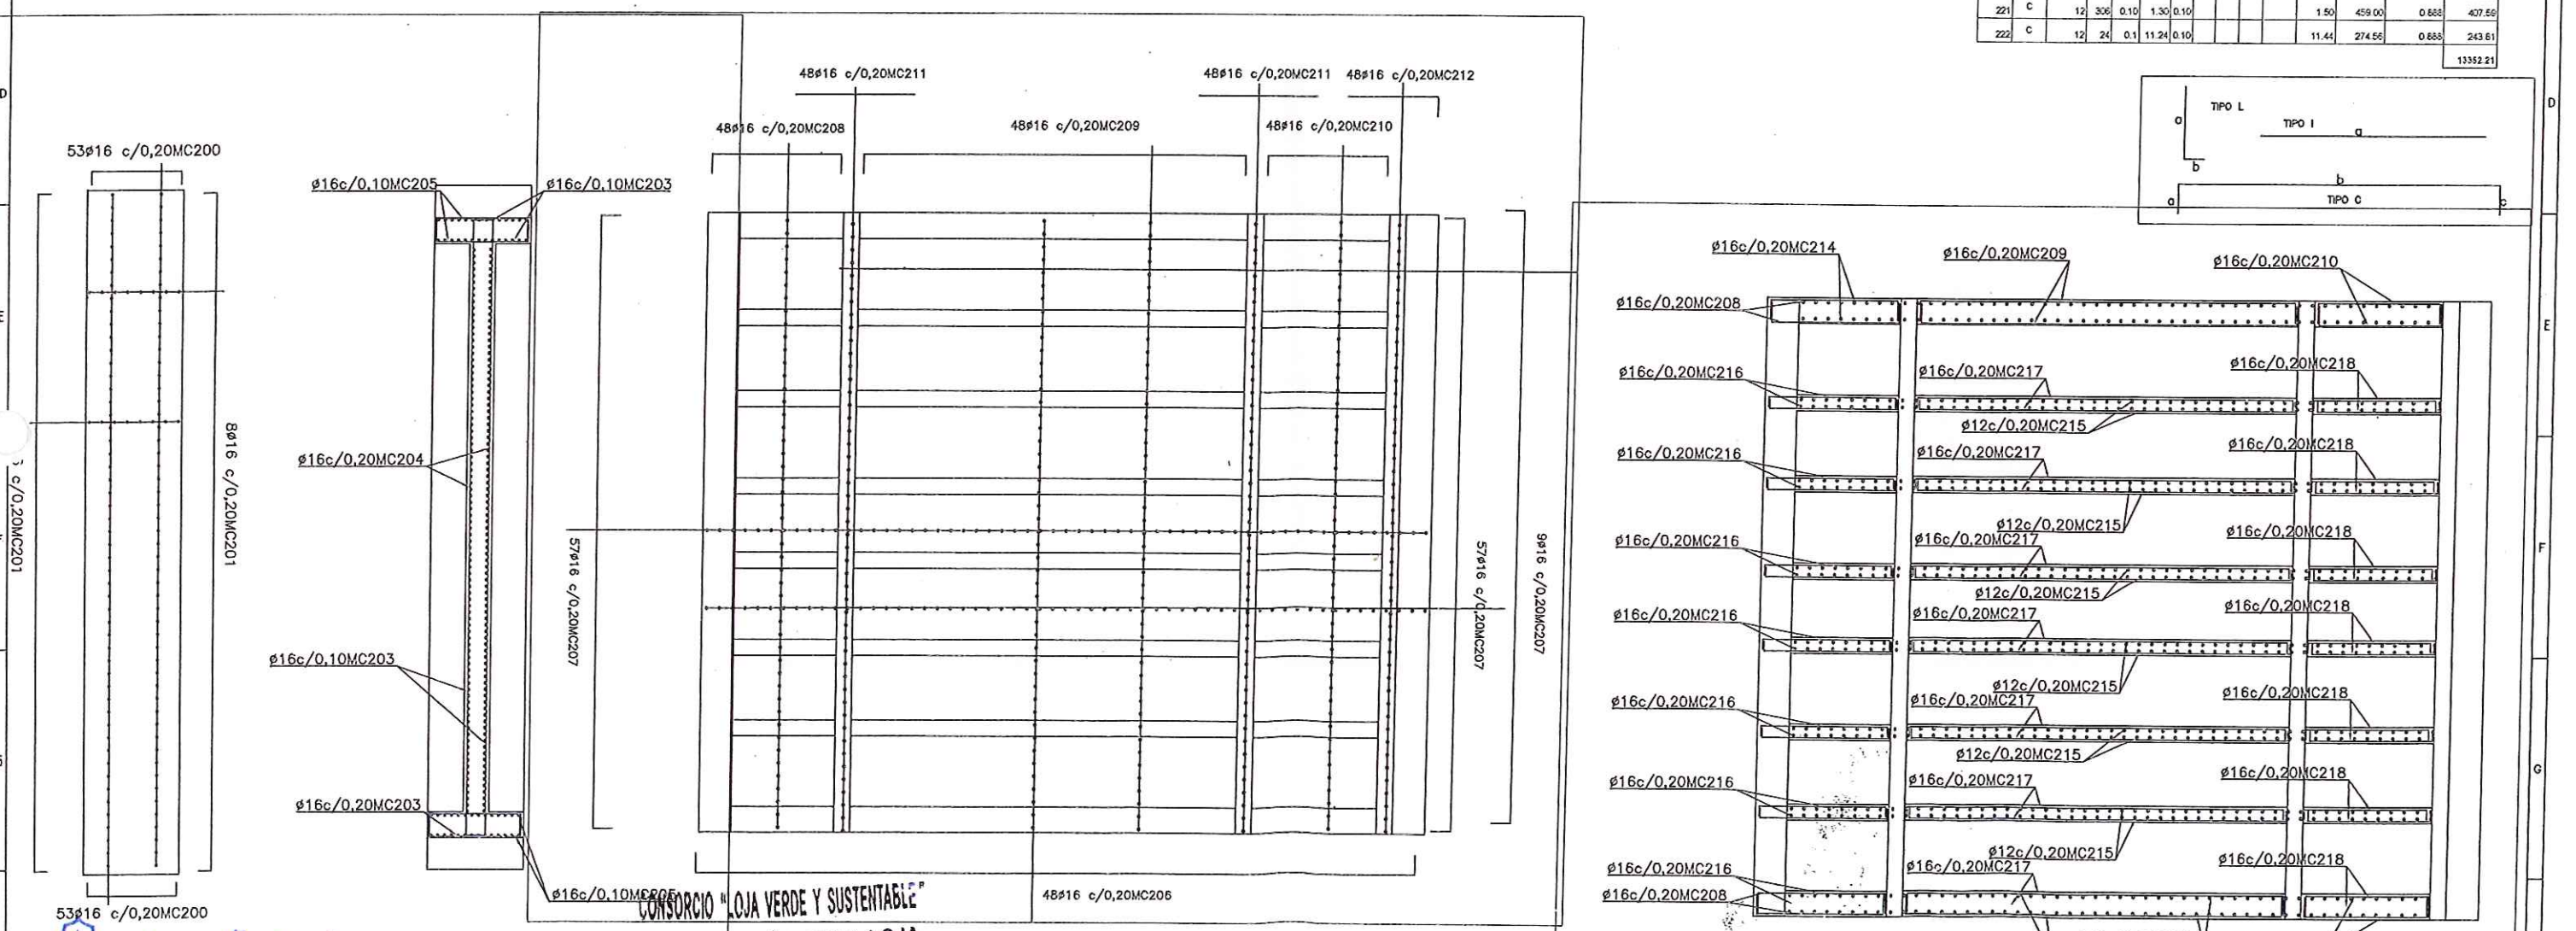 221 C 12 306 0.10 1.30 0.10 1.50 459.00 0.888 407.59
222 C 12 24 0.1 11.24 0.10 11.44 274.56 0.888 243.81
13352.21
D
D
TIPO L
a
b
TIPO I
a
b
a
TIPO C
c
48ø16 c/0,20MC211
48ø16 c/0,20MC211
48ø16 c/0,20MC212
48ø16 c/0,20MC208
48ø16 c/0,20MC209
48ø16 c/0,20MC210
53ø16 c/0,20MC200
c/0,20MC201
8ø16 c/0,20MC201
53ø16 c/0,20MC200
ø16c/0,10MC205
ø16c/0,10MC203
ø16c/0,20MC204
ø16c/0,10MC203
ø16c/0,20MC203
57ø16 c/0,20MC207
57ø16 c/0,20MC207
9ø16 c/0,20MC207
48ø16 c/0,20MC206
CONSORCIO "LOJA VERDE Y SUSTENTABLE"
ø16c/0,20MC214
ø16c/0,20MC209
ø16c/0,20MC210
ø16c/0,20MC208
E
E
ø16c/0,20MC216
ø16c/0,20MC217
ø16c/0,20MC218
ø12c/0,20MC215
ø16c/0,20MC216
ø16c/0,20MC217
ø16c/0,20MC218
ø12c/0,20MC215
ø16c/0,20MC216
ø16c/0,20MC217
ø16c/0,20MC218
F
ø12c/0,20MC215
ø16c/0,20MC216
ø16c/0,20MC217
ø16c/0,20MC218
ø12c/0,20MC215
ø16c/0,20MC216
ø16c/0,20MC217
ø16c/0,20MC218
ø12c/0,20MC215
ø16c/0,20MC216
ø16c/0,20MC217
ø16c/0,20MC218
G
ø12c/0,20MC215
ø16c/0,20MC216
ø16c/0,20MC217
ø16c/0,20MC218
ø16c/0,20MC208